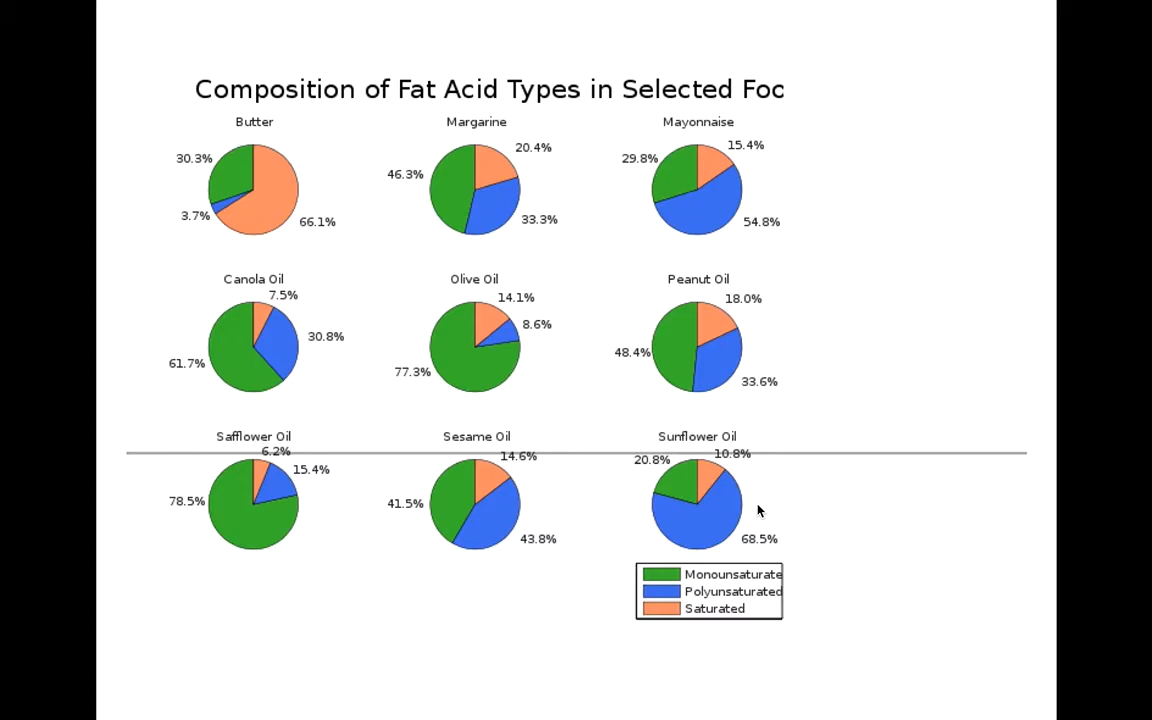 Composition of Fat Acid Types in Selected Foc
Butter
Margarine
Mayonnaise
30.3%
3.7%
66.1%
46.3%
20.4%
33.3%
29.8%
15.4%
54.8%
Canola Oil
Olive Oil
Peanut Oil
7.5%
30.8%
61.7%
14.1%
8.6%
77.3%
18.0%
48.4%
33.6%
Safflower Oil
Sesame Oil
Sunflower Oil
6.2%
15.4%
78.5%
14.6%
41.5%
43.8%
10.8%
20.8%
68.5%
Monounsaturate
Polyunsaturated
Saturated